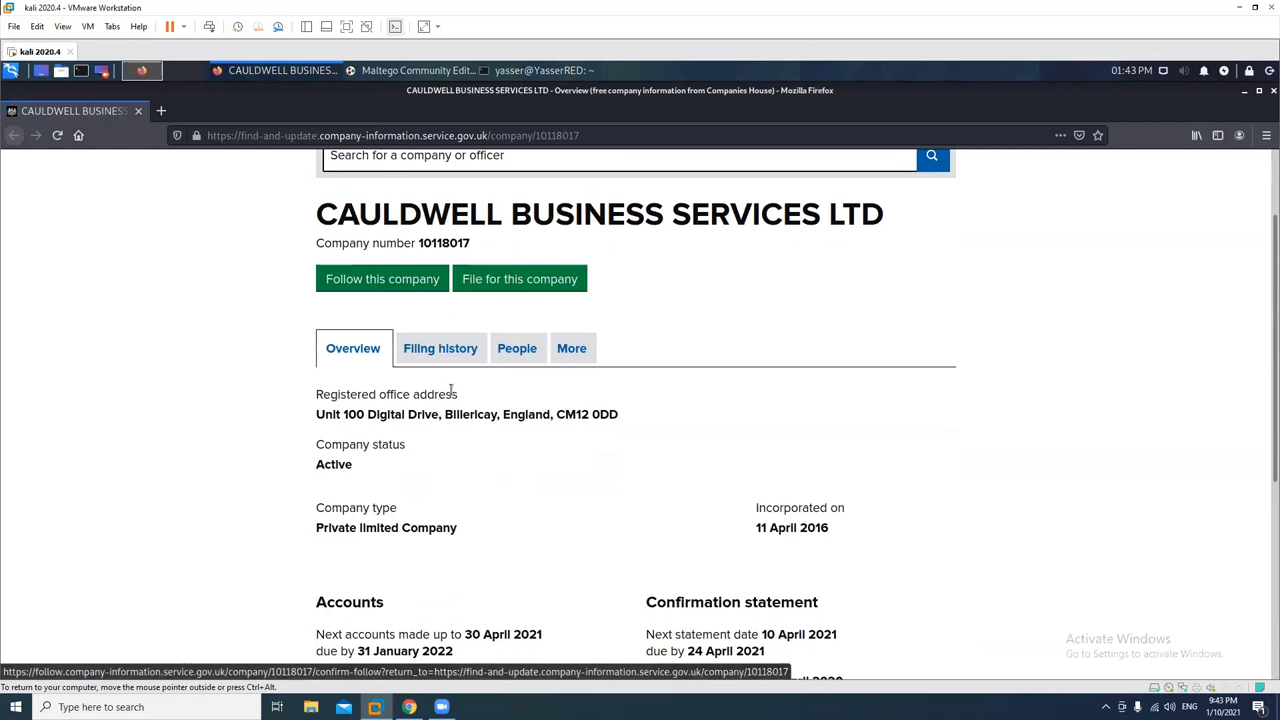 kali 2020.4 - VMware Workstation
File Edit View VM Tabs Help
kali 2020.4
CAULDWELL BUSINES... Maltego Community Edit... yasser@YasserRED: ~ 01:43 PM
CAULDWELL BUSINESS SERVICES LTD - Overview (free company information from Companies House) - Mozilla Firefox
CAULDWELL BUSINESS
https://find-and-update.company-information.service.gov.uk/company/10118017
Search for a company or officer
CAULDWELL BUSINESS SERVICES LTD
Company number 10118017
Follow this company File for this company
Overview Filing history People More
Registered office address
Unit 100 Digital Drive, Billericay, England, CM12 0DD
Company status
Active
Company type Incorporated on
Private limited Company 11 April 2016
Accounts Confirmation statement
Next accounts made up to 30 April 2021 Next statement date 10 April 2021
due by 31 January 2022 due by 24 April 2021
Activate Windows
Go to Settings to activate Windows.
https://follow.company-information.service.gov.uk/company/10118017/confirm-follow?return_to=https://find-and-update.company-information.service.gov.uk/company/10118017
To return to your computer, move the mouse pointer outside or press Ctrl+Alt.
Type here to search ENG 9:43 PM
1/10/2021